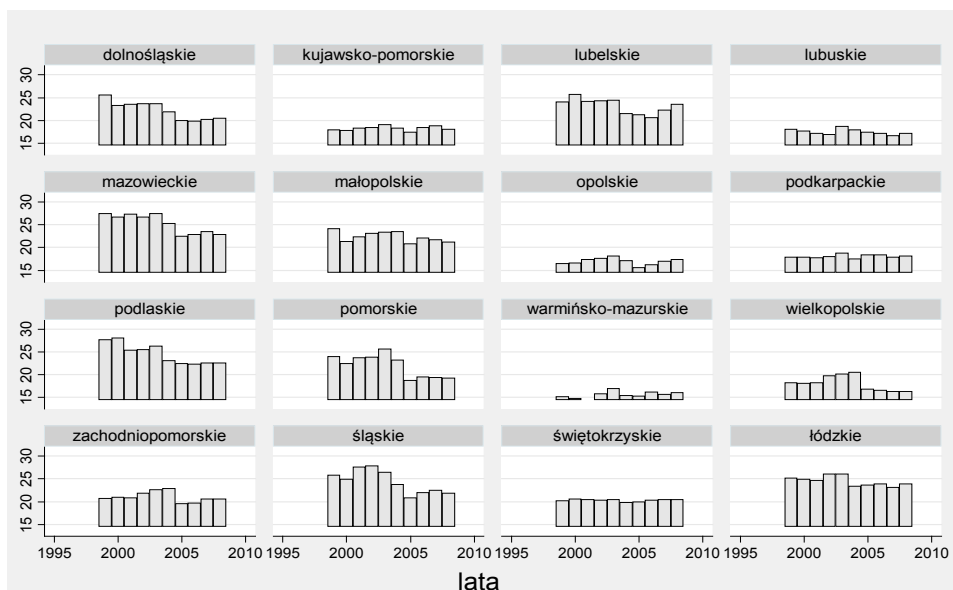 dolnośląskie kujawsko-pomorskie lubelskie lubuskie
30
25
20
15
mazowieckie małopolskie opolskie podkarpackie
30
25
20
15
podlaskie pomorskie warmińsko-mazurskie wielkopolskie
30
25
20
15
zachodniopomorskie śląskie świętokrzyskie łódzkie
30
25
20
15
1995 2000 2005 2010 1995 2000 2005 2010 1995 2000 2005 2010 1995 2000 2005 2010
lata